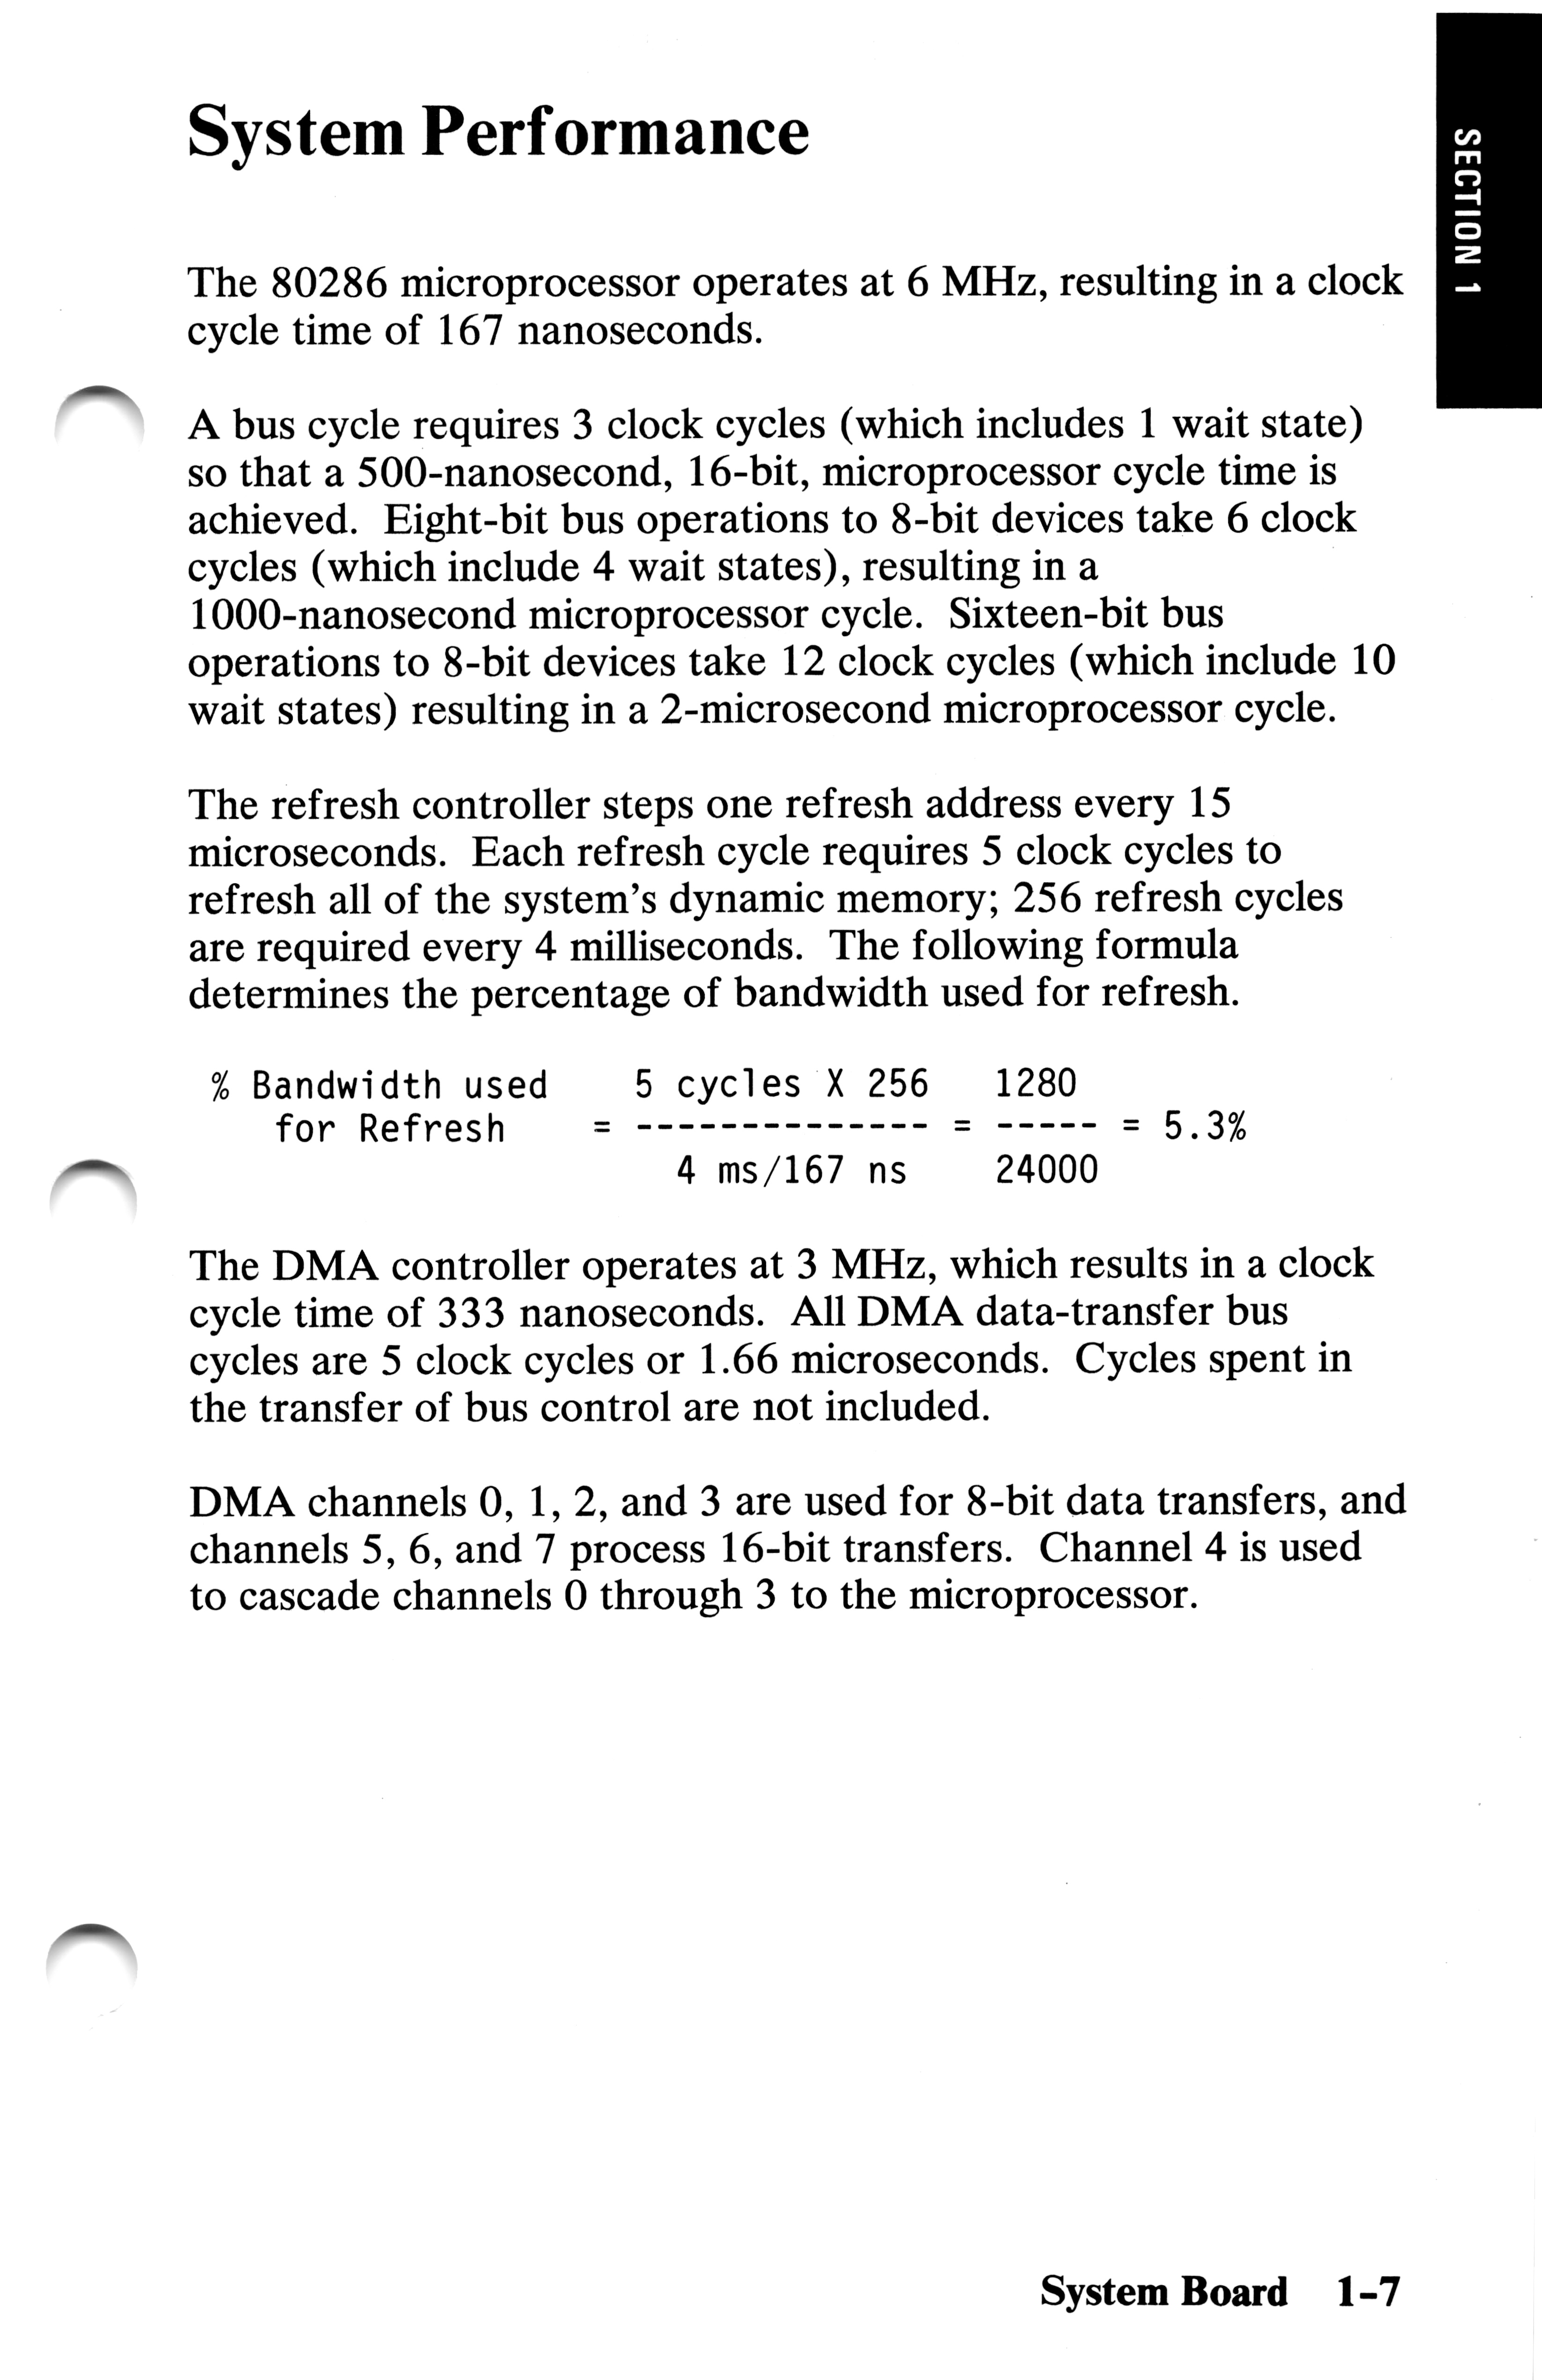 System Performance
SECTION 1
The 80286 microprocessor operates at 6 MHz, resulting in a clock
cycle time of 167 nanoseconds.
A bus cycle requires 3 clock cycles (which includes 1 wait state)
so that a 500-nanosecond, 16-bit, microprocessor cycle time is
achieved. Eight-bit bus operations to 8-bit devices take 6 clock
cycles (which include 4 wait states), resulting in a
1000-nanosecond microprocessor cycle. Sixteen-bit bus
operations to 8-bit devices take 12 clock cycles (which include 10
wait states) resulting in a 2-microsecond microprocessor cycle.
The refresh controller steps one refresh address every 15
microseconds. Each refresh cycle requires 5 clock cycles to
refresh all of the system's dynamic memory; 256 refresh cycles
are required every 4 milliseconds. The following formula
determines the percentage of bandwidth used for refresh.
% Bandwidth used 5 cycles X 256 1280
for Refresh = -------------- = ----- = 5.3%
4 ms/167 ns 24000
The DMA controller operates at 3 MHz, which results in a clock
cycle time of 333 nanoseconds. All DMA data-transfer bus
cycles are 5 clock cycles or 1.66 microseconds. Cycles spent in
the transfer of bus control are not included.
DMA channels 0, 1, 2, and 3 are used for 8-bit data transfers, and
channels 5, 6, and 7 process 16-bit transfers. Channel 4 is used
to cascade channels 0 through 3 to the microprocessor.
System Board 1-7